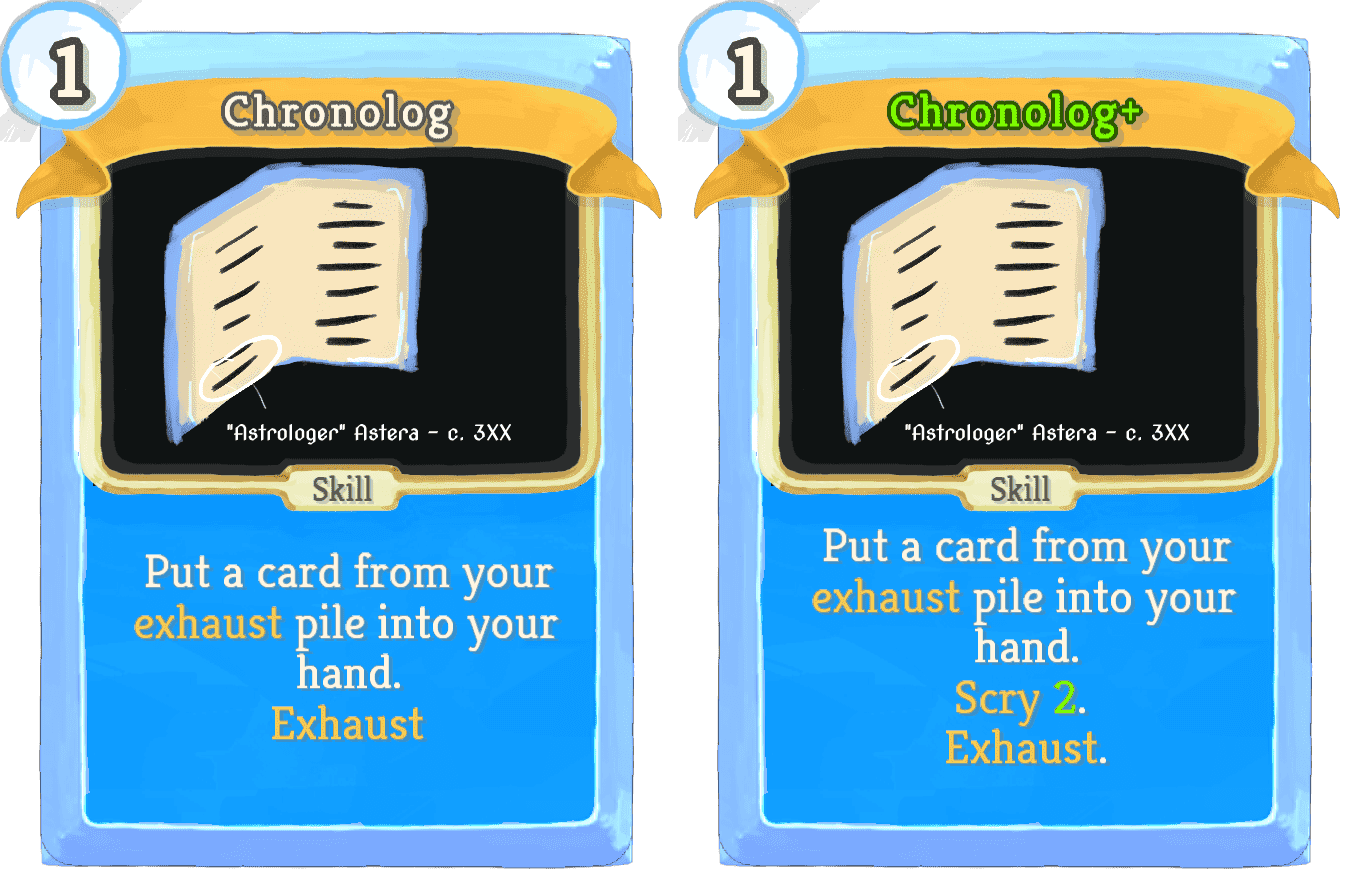 1
Chronolog
"Astrologer" Astera - c. 3XX
Skill
Put a card from your
exhaust pile into your
hand.
Exhaust
1
Chronolog+
"Astrologer" Astera - c. 3XX
Skill
Put a card from your
exhaust pile into your
hand.
Scry 2.
Exhaust.